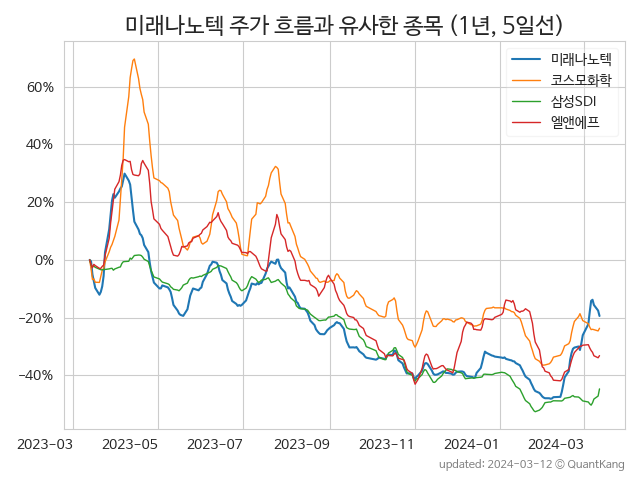 미래나노텍 주가 흐름과 유사한 종목 (1년, 5일선)
미래나노텍
코스모화학
삼성SDI
엘앤에프
60%
40%
20%
0%
−20%
−40%
2023-03 2023-05 2023-07 2023-09 2023-11 2024-01 2024-03
updated: 2024-03-12 © QuantKang